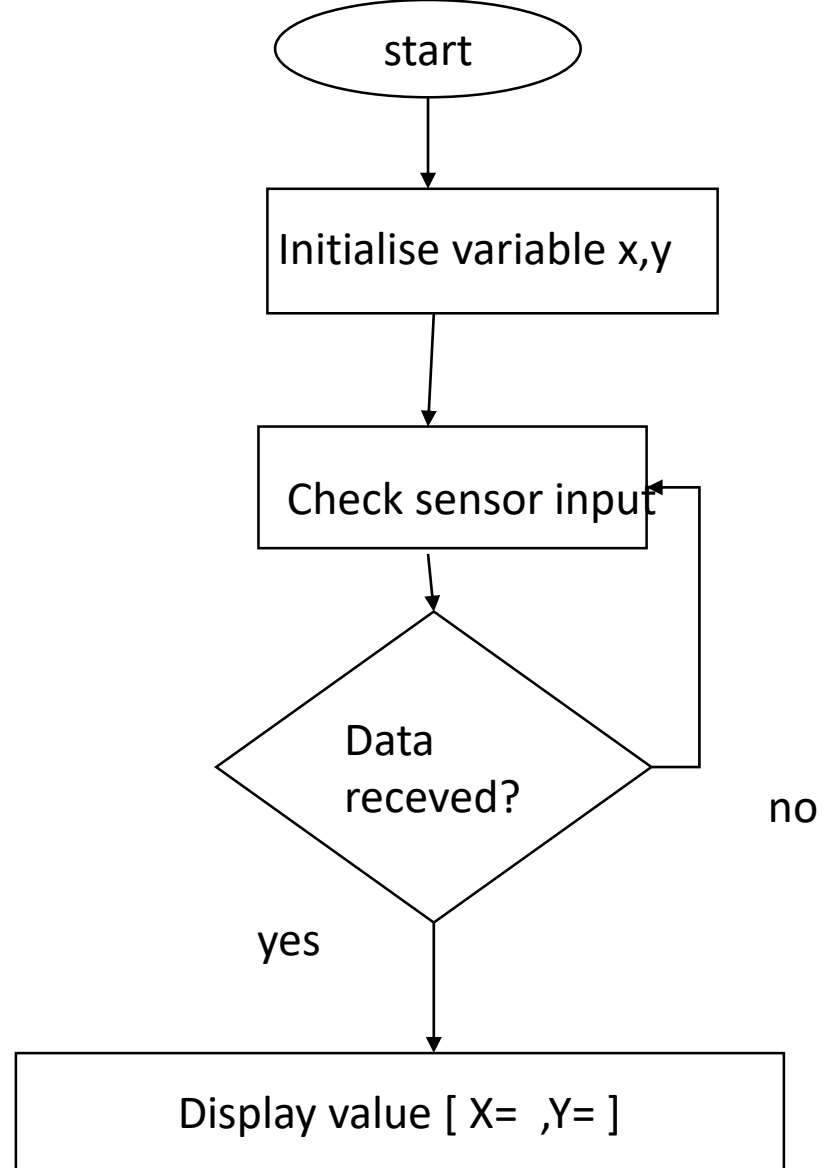 start
Initialise variable x,y
Check sensor input
Data
receved?
no
yes
Display value [ X=  ,Y= ]